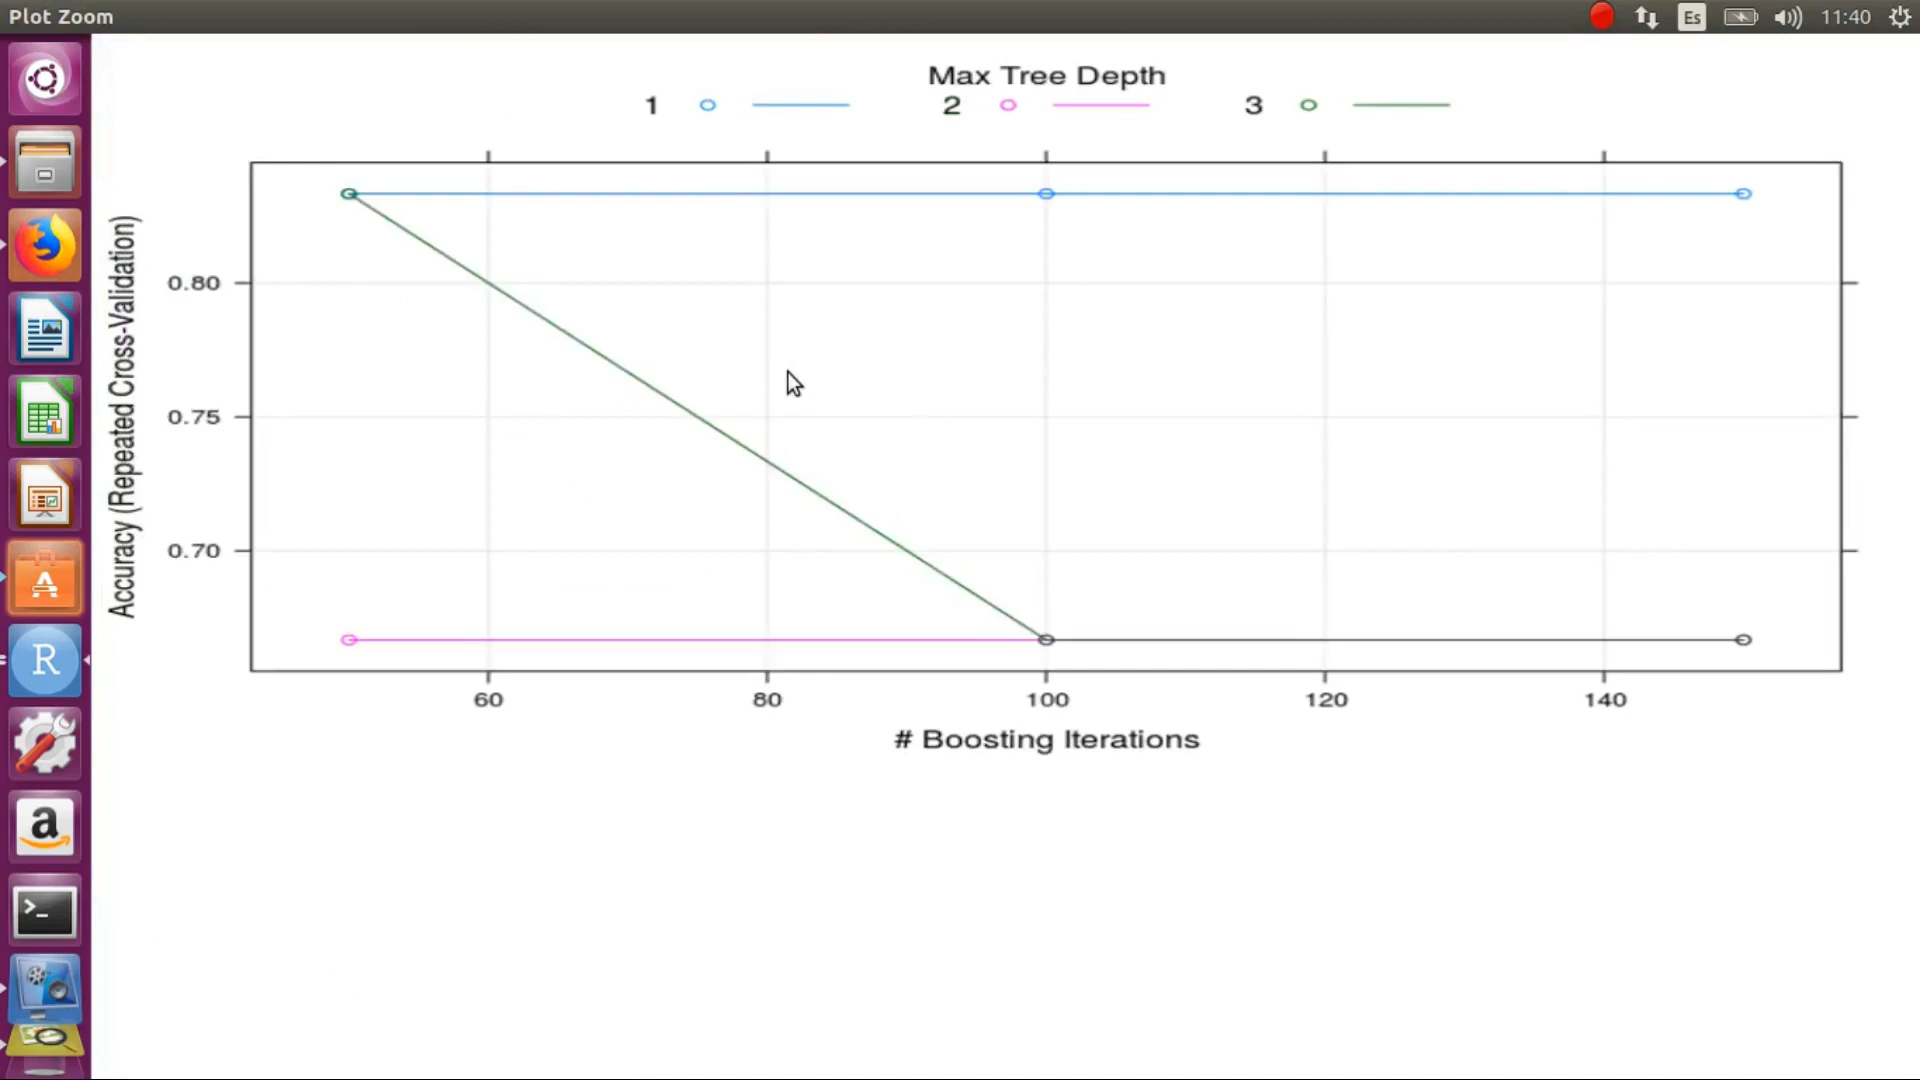 Plot Zoom
Es
11:40
Max Tree Depth
1 2 3
Accuracy (Repeated Cross-Validation)
0.80
0.75
0.70
60 80 100 120 140
# Boosting Iterations
R
a
>_